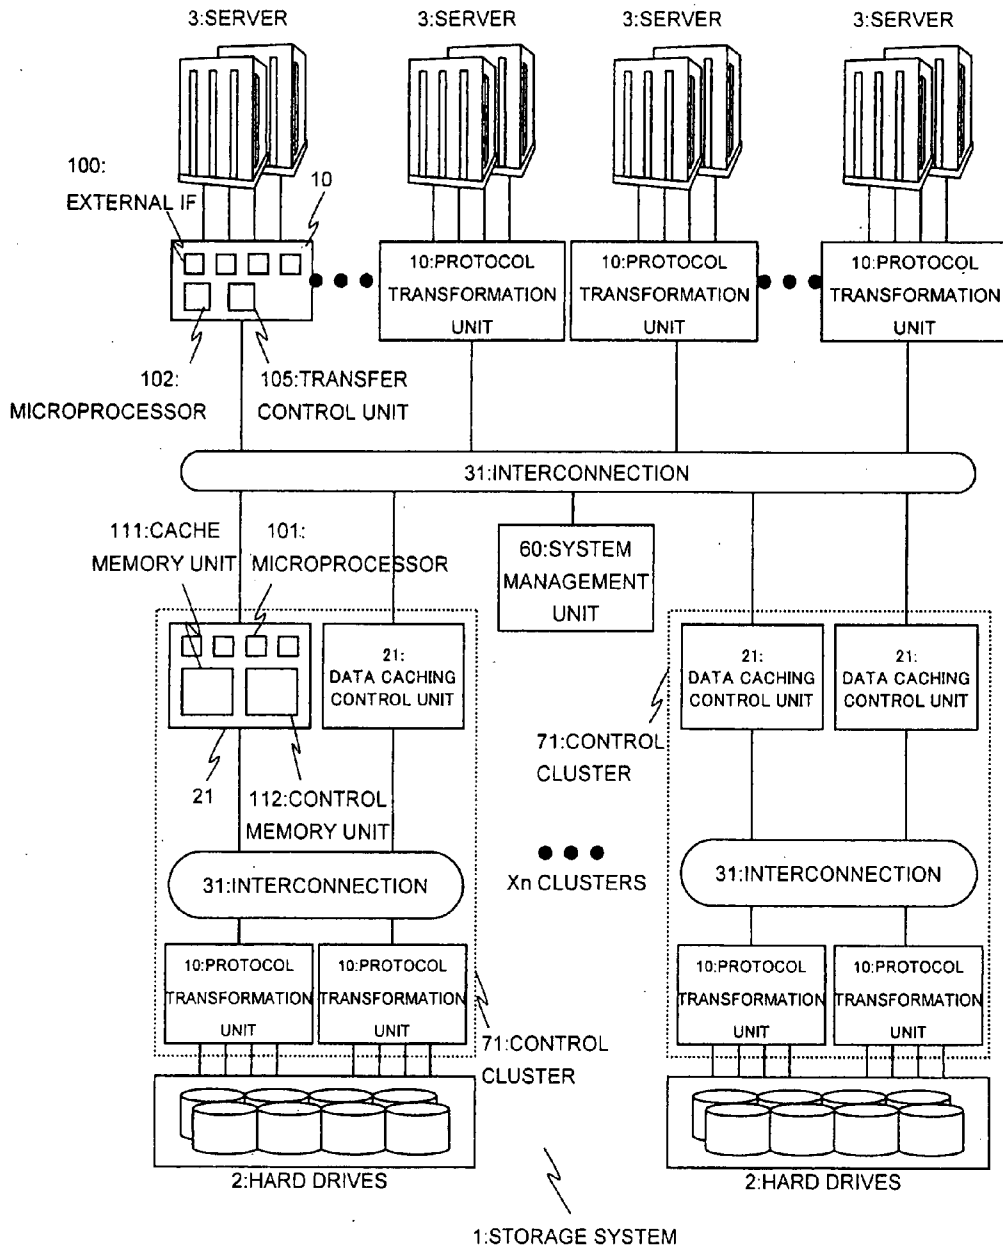 3:SERVER
3:SERVER
3:SERVER
3:SERVER
100:
EXTERNAL IF
10
10:PROTOCOL
TRANSFORMATION
UNIT
10:PROTOCOL
TRANSFORMATION
UNIT
10:PROTOCOL
TRANSFORMATION
UNIT
102:
MICROPROCESSOR
105:TRANSFER
CONTROL UNIT
31:INTERCONNECTION
111:CACHE
MEMORY UNIT
101:
MICROPROCESSOR
60:SYSTEM
MANAGEMENT
UNIT
21:
DATA CACHING
CONTROL UNIT
21:
DATA CACHING
CONTROL UNIT
21:
DATA CACHING
CONTROL UNIT
21
112:CONTROL
MEMORY UNIT
71:CONTROL
CLUSTER
31:INTERCONNECTION
Xn CLUSTERS
31:INTERCONNECTION
10:PROTOCOL
TRANSFORMATION
UNIT
10:PROTOCOL
TRANSFORMATION
UNIT
71:CONTROL
CLUSTER
10:PROTOCOL
TRANSFORMATION
UNIT
10:PROTOCOL
TRANSFORMATION
UNIT
2:HARD DRIVES
2:HARD DRIVES
1:STORAGE SYSTEM